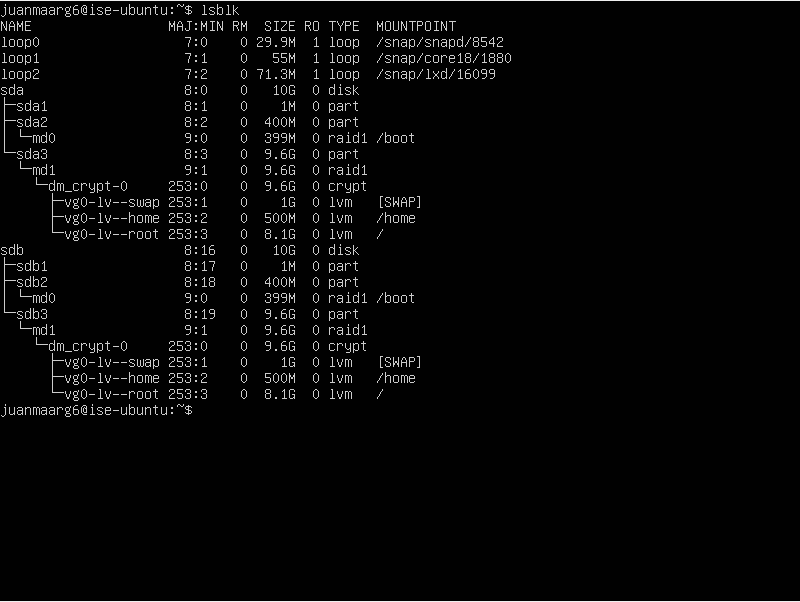 juanmaarg6@ise-ubuntu:~$ lsblk
NAME                 MAJ:MIN RM  SIZE RO TYPE  MOUNTPOINT
loop0                  7:0    0 29.9M  1 loop  /snap/snapd/8542
loop1                  7:1    0   55M  1 loop  /snap/core18/1880
loop2                  7:2    0 71.3M  1 loop  /snap/lxd/16099
sda                    8:0    0   10G  0 disk
├─sda1                 8:1    0    1M  0 part
├─sda2                 8:2    0  400M  0 part
│ └─md0                9:0    0  399M  0 raid1 /boot
└─sda3                 8:3    0  9.6G  0 part
  └─md1                9:1    0  9.6G  0 raid1
    └─dm_crypt-0     253:0    0  9.6G  0 crypt
      ├─vg0-lv--swap 253:1    0    1G  0 lvm   [SWAP]
      ├─vg0-lv--home 253:2    0  500M  0 lvm   /home
      └─vg0-lv--root 253:3    0  8.1G  0 lvm   /
sdb                    8:16   0   10G  0 disk
├─sdb1                 8:17   0    1M  0 part
├─sdb2                 8:18   0  400M  0 part
│ └─md0                9:0    0  399M  0 raid1 /boot
└─sdb3                 8:19   0  9.6G  0 part
  └─md1                9:1    0  9.6G  0 raid1
    └─dm_crypt-0     253:0    0  9.6G  0 crypt
      ├─vg0-lv--swap 253:1    0    1G  0 lvm   [SWAP]
      ├─vg0-lv--home 253:2    0  500M  0 lvm   /home
      └─vg0-lv--root 253:3    0  8.1G  0 lvm   /
juanmaarg6@ise-ubuntu:~$